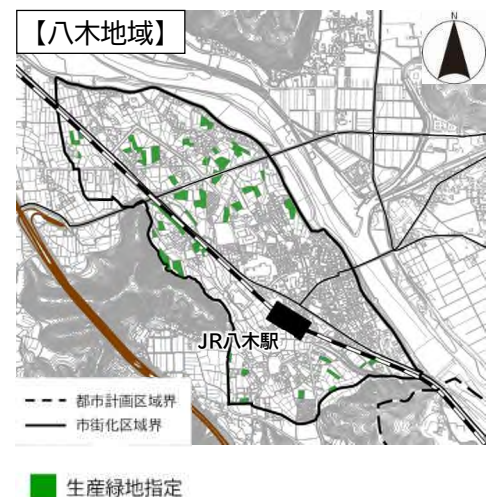 【八木地域】
N
JR八木駅
都市計画区域界
市街化区域界
生産緑地指定